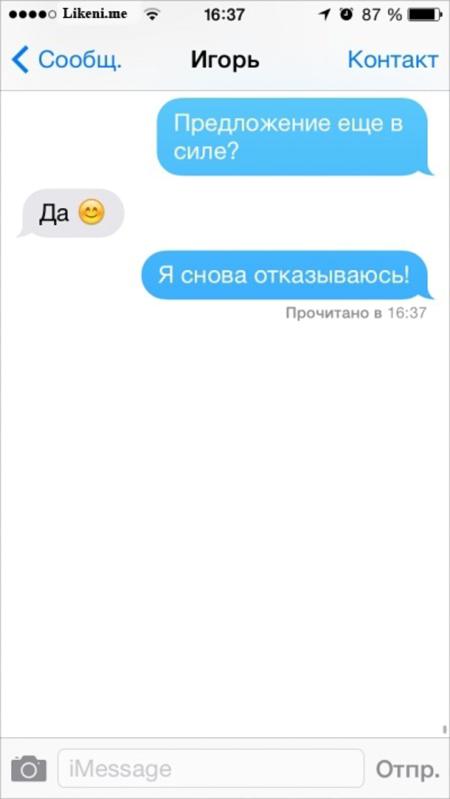 Likeni.me 16:37 87 %
Сообщ. Игорь Контакт
Предложение еще в
силе?
Да 😊
Я снова отказываюсь!
Прочитано в 16:37
iMessage Отпр.